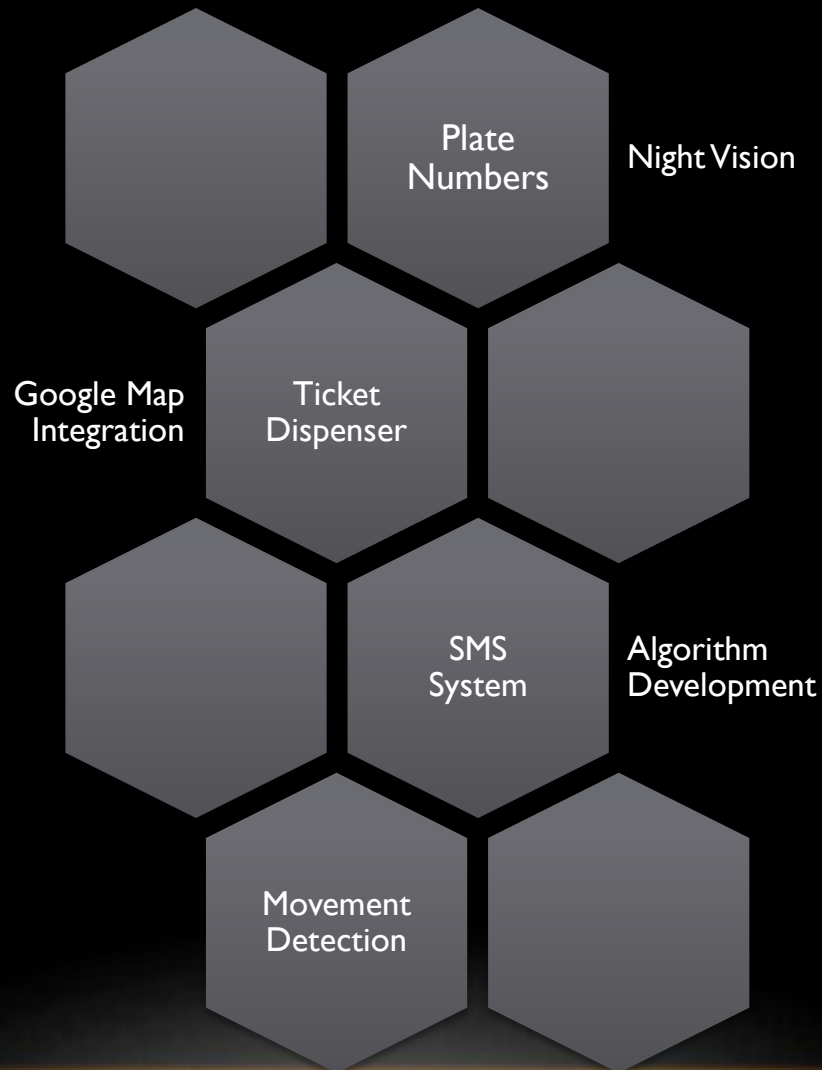 Plate
Numbers
Night Vision
Google Map
Integration
Ticket
Dispenser
SMS
System
Algorithm
Development
Movement
Detection